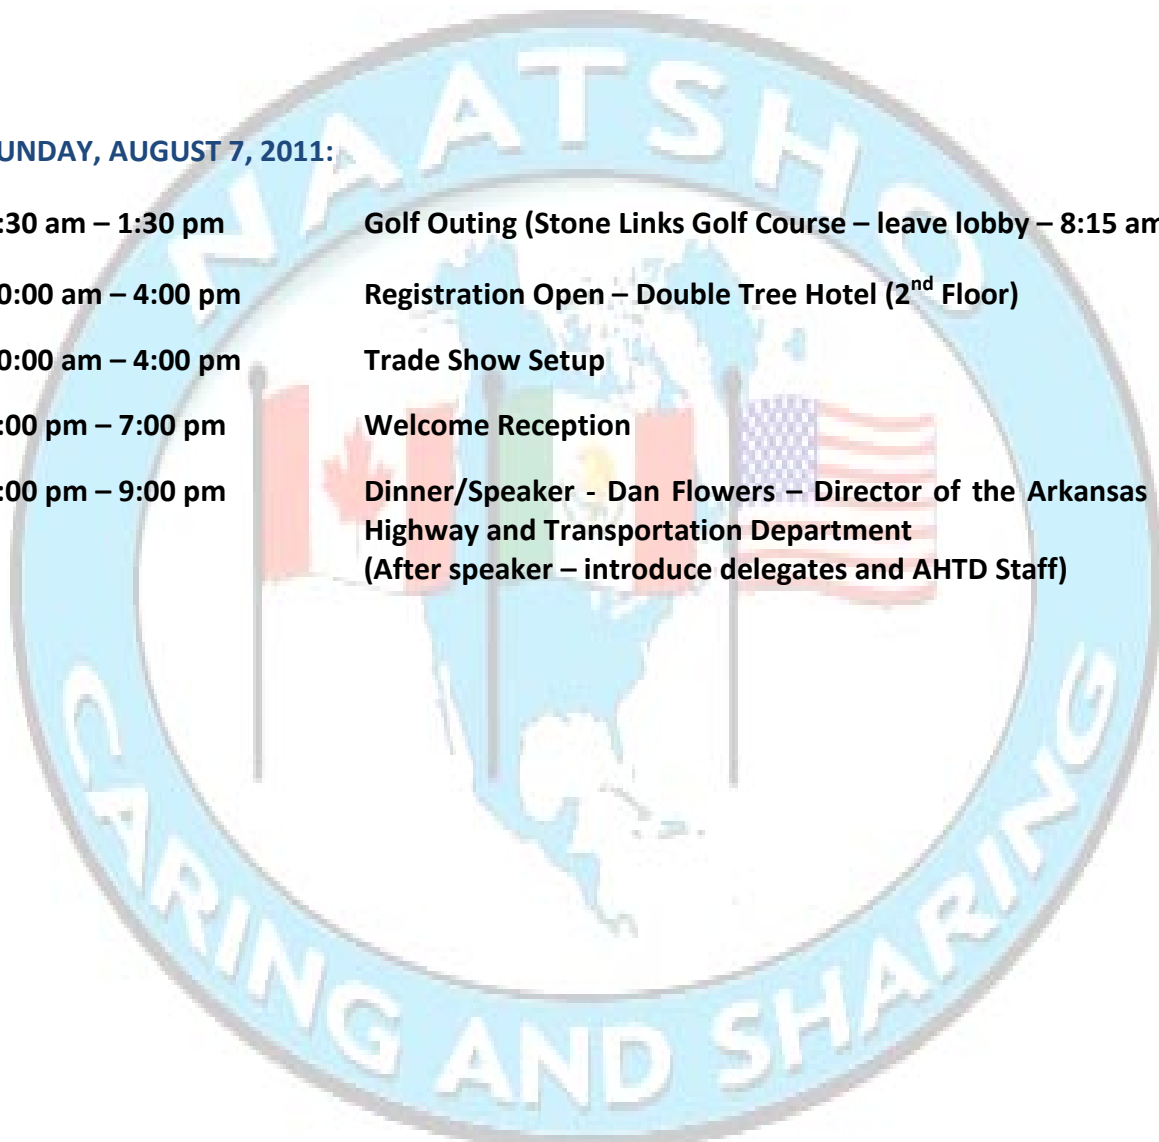 NAATSHO
UNDAY, AUGUST 7, 2011:
:30 am – 1:30 pm Golf Outing (Stone Links Golf Course – leave lobby – 8:15 am
0:00 am – 4:00 pm Registration Open – Double Tree Hotel (2nd Floor)
0:00 am – 4:00 pm Trade Show Setup
:00 pm – 7:00 pm Welcome Reception
:00 pm – 9:00 pm Dinner/Speaker - Dan Flowers – Director of the Arkansas
Highway and Transportation Department
(After speaker – introduce delegates and AHTD Staff)
CARING AND SHARING